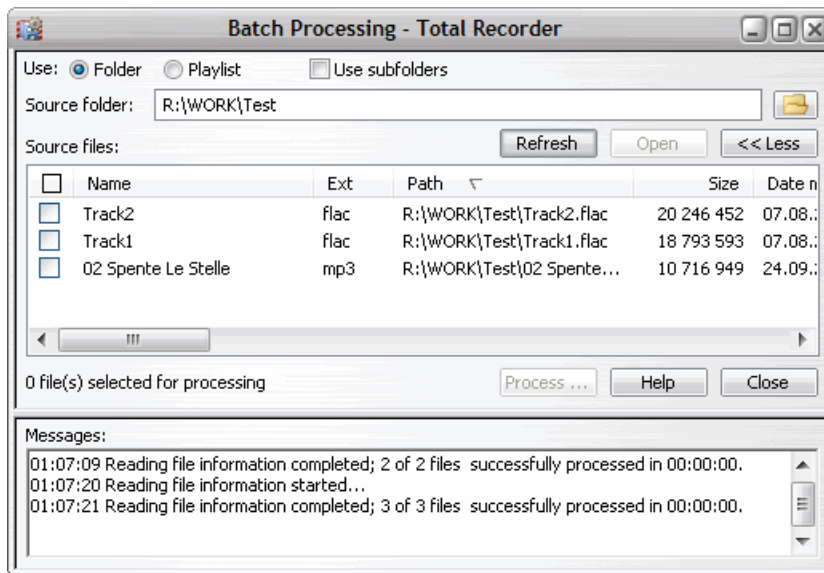 Batch Processing - Total Recorder
Use: Folder Playlist Use subfolders
Source folder: R:\WORK\Test
Source files: Refresh Open << Less
Name Ext Path Size Date n
Track2 flac R:\WORK\Test\Track2.flac 20 246 452 07.08.:
Track1 flac R:\WORK\Test\Track1.flac 18 793 593 07.08.:
02 Spente Le Stelle mp3 R:\WORK\Test\02 Spente... 10 716 949 24.09.:
0 file(s) selected for processing Process ... Help Close
Messages:
01:07:09 Reading file information completed; 2 of 2 files  successfully processed in 00:00:00.
01:07:20 Reading file information started...
01:07:21 Reading file information completed; 3 of 3 files  successfully processed in 00:00:00.